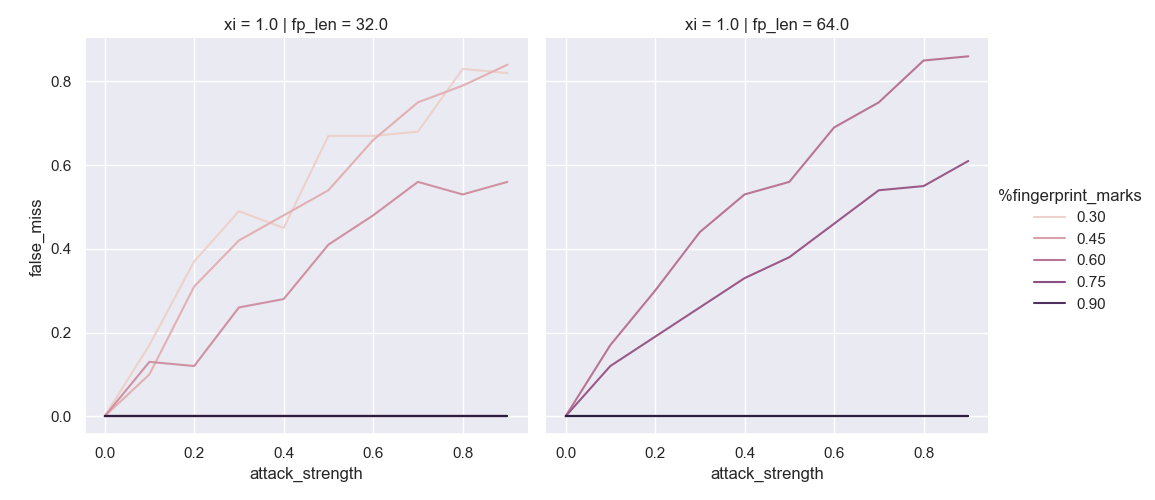 xi = 1.0 | fp_len = 32.0
xi = 1.0 | fp_len = 64.0
false_miss
0.8
0.6
0.4
0.2
0.0
0.0 0.2 0.4 0.6 0.8
0.0 0.2 0.4 0.6 0.8
attack_strength
attack_strength
%fingerprint_marks
0.30
0.45
0.60
0.75
0.90